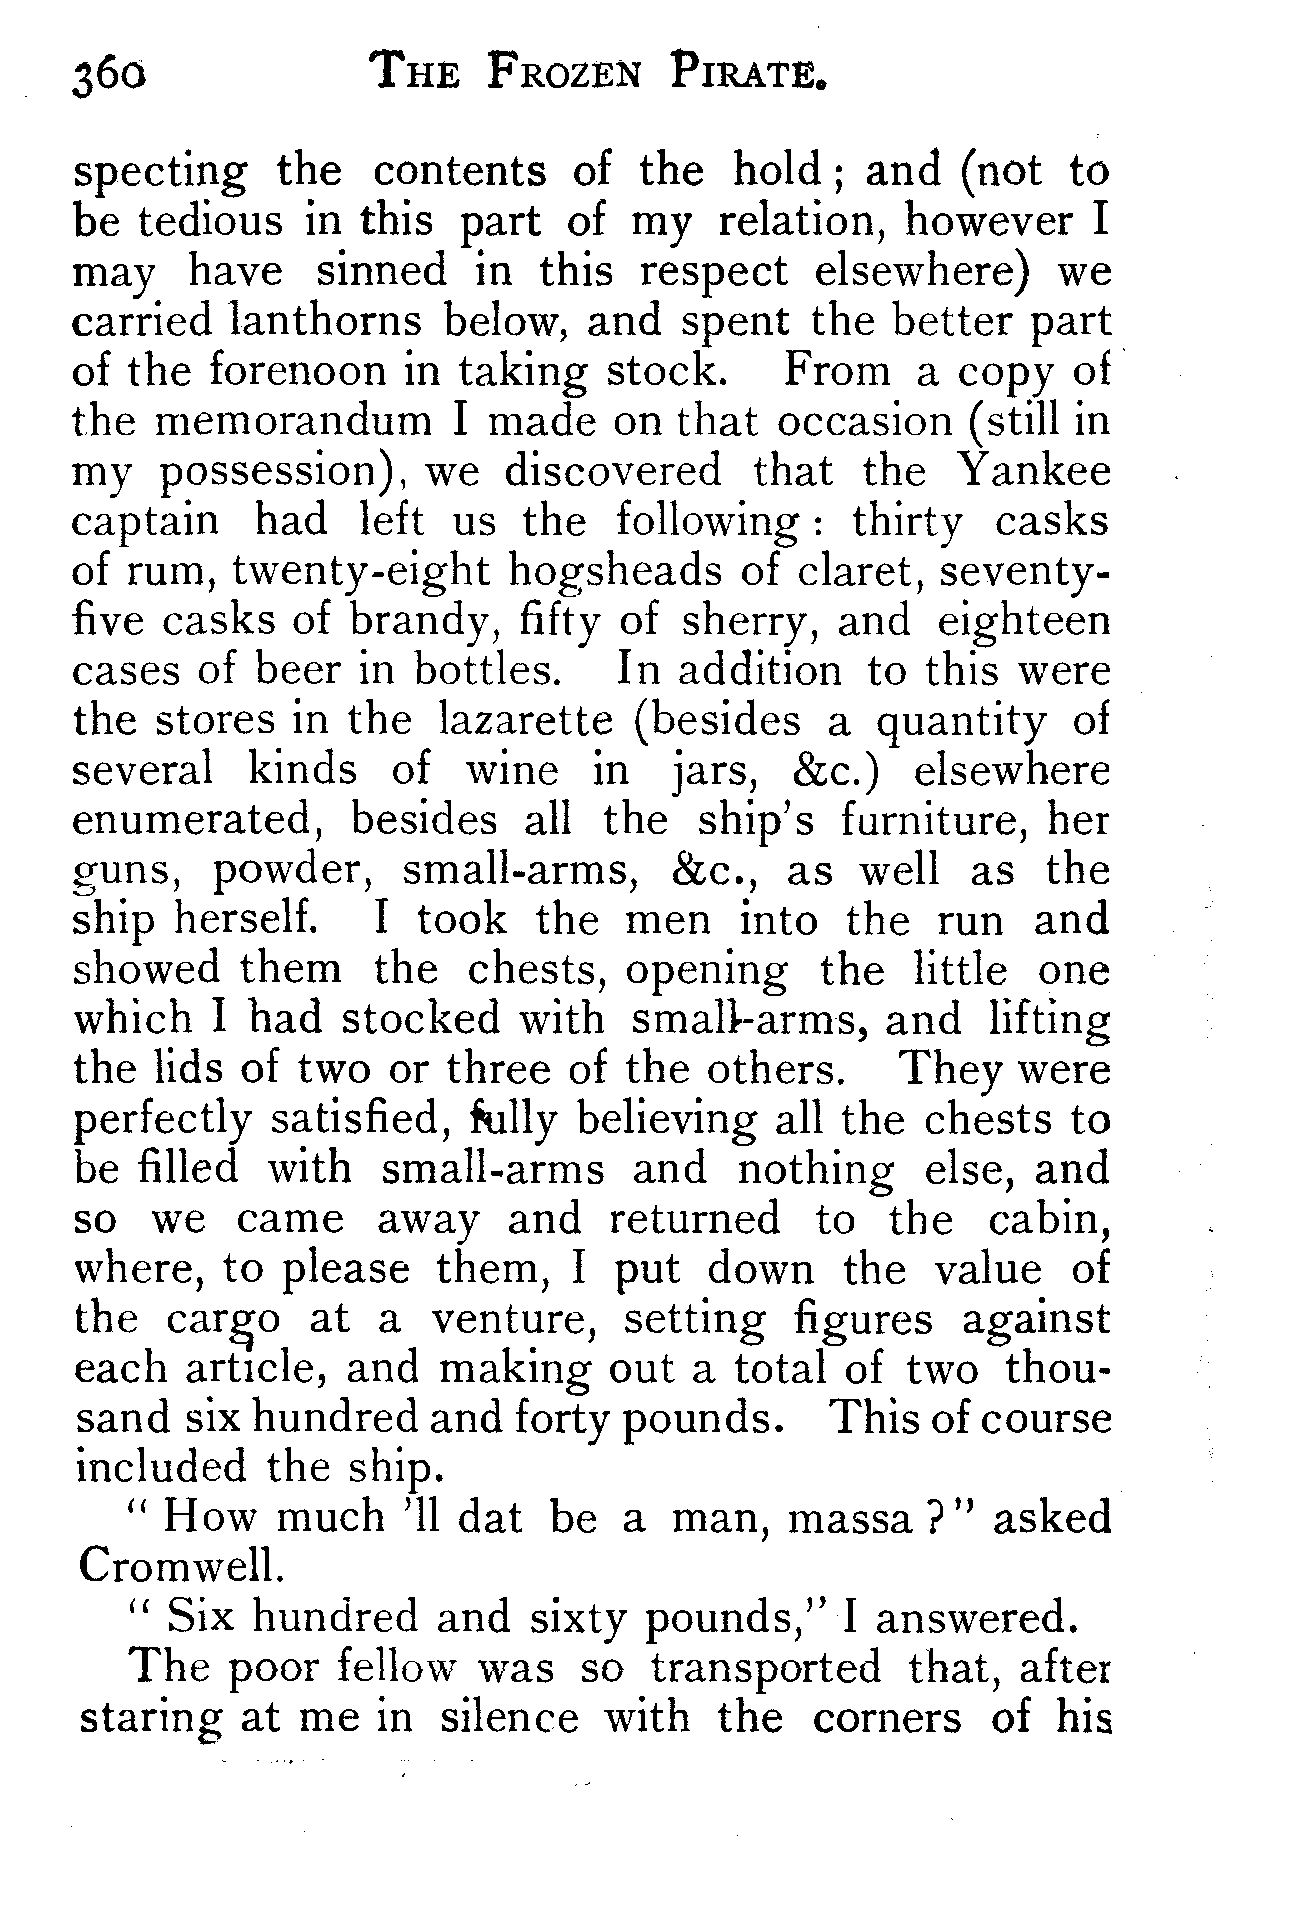 360 THE FROZEN PIRATE.
specting the contents of the hold ; and (not to
be tedious in this part of my relation, however I
may have sinned in this respect elsewhere) we
carried lanthorns below, and spent the better part
of the forenoon in taking stock. From a copy of
the memorandum I made on that occasion (still in
my possession), we discovered that the Yankee
captain had left us the following : thirty casks
of rum, twenty-eight hogsheads of claret, seventy-
five casks of brandy, fifty of sherry, and eighteen
cases of beer in bottles. In addition to this were
the stores in the lazarette (besides a quantity of
several kinds of wine in jars, &c.) elsewhere
enumerated, besides all the ship's furniture, her
guns, powder, small-arms, &c., as well as the
ship herself. I took the men into the run and
showed them the chests, opening the little one
which I had stocked with small-arms, and lifting
the lids of two or three of the others. They were
perfectly satisfied, fully believing all the chests to
be filled with small-arms and nothing else, and
so we came away and returned to the cabin,
where, to please them, I put down the value of
the cargo at a venture, setting figures against
each article, and making out a total of two thou-
sand six hundred and forty pounds. This of course
included the ship.
" How much 'll dat be a man, massa ? " asked
Cromwell.
" Six hundred and sixty pounds," I answered.
The poor fellow was so transported that, after
staring at me in silence with the corners of his